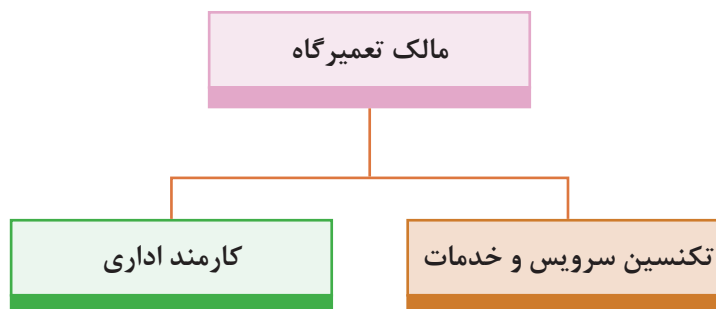 مالک تعمیرگاه
تکنسین سرویس و خدمات
کارمند اداری